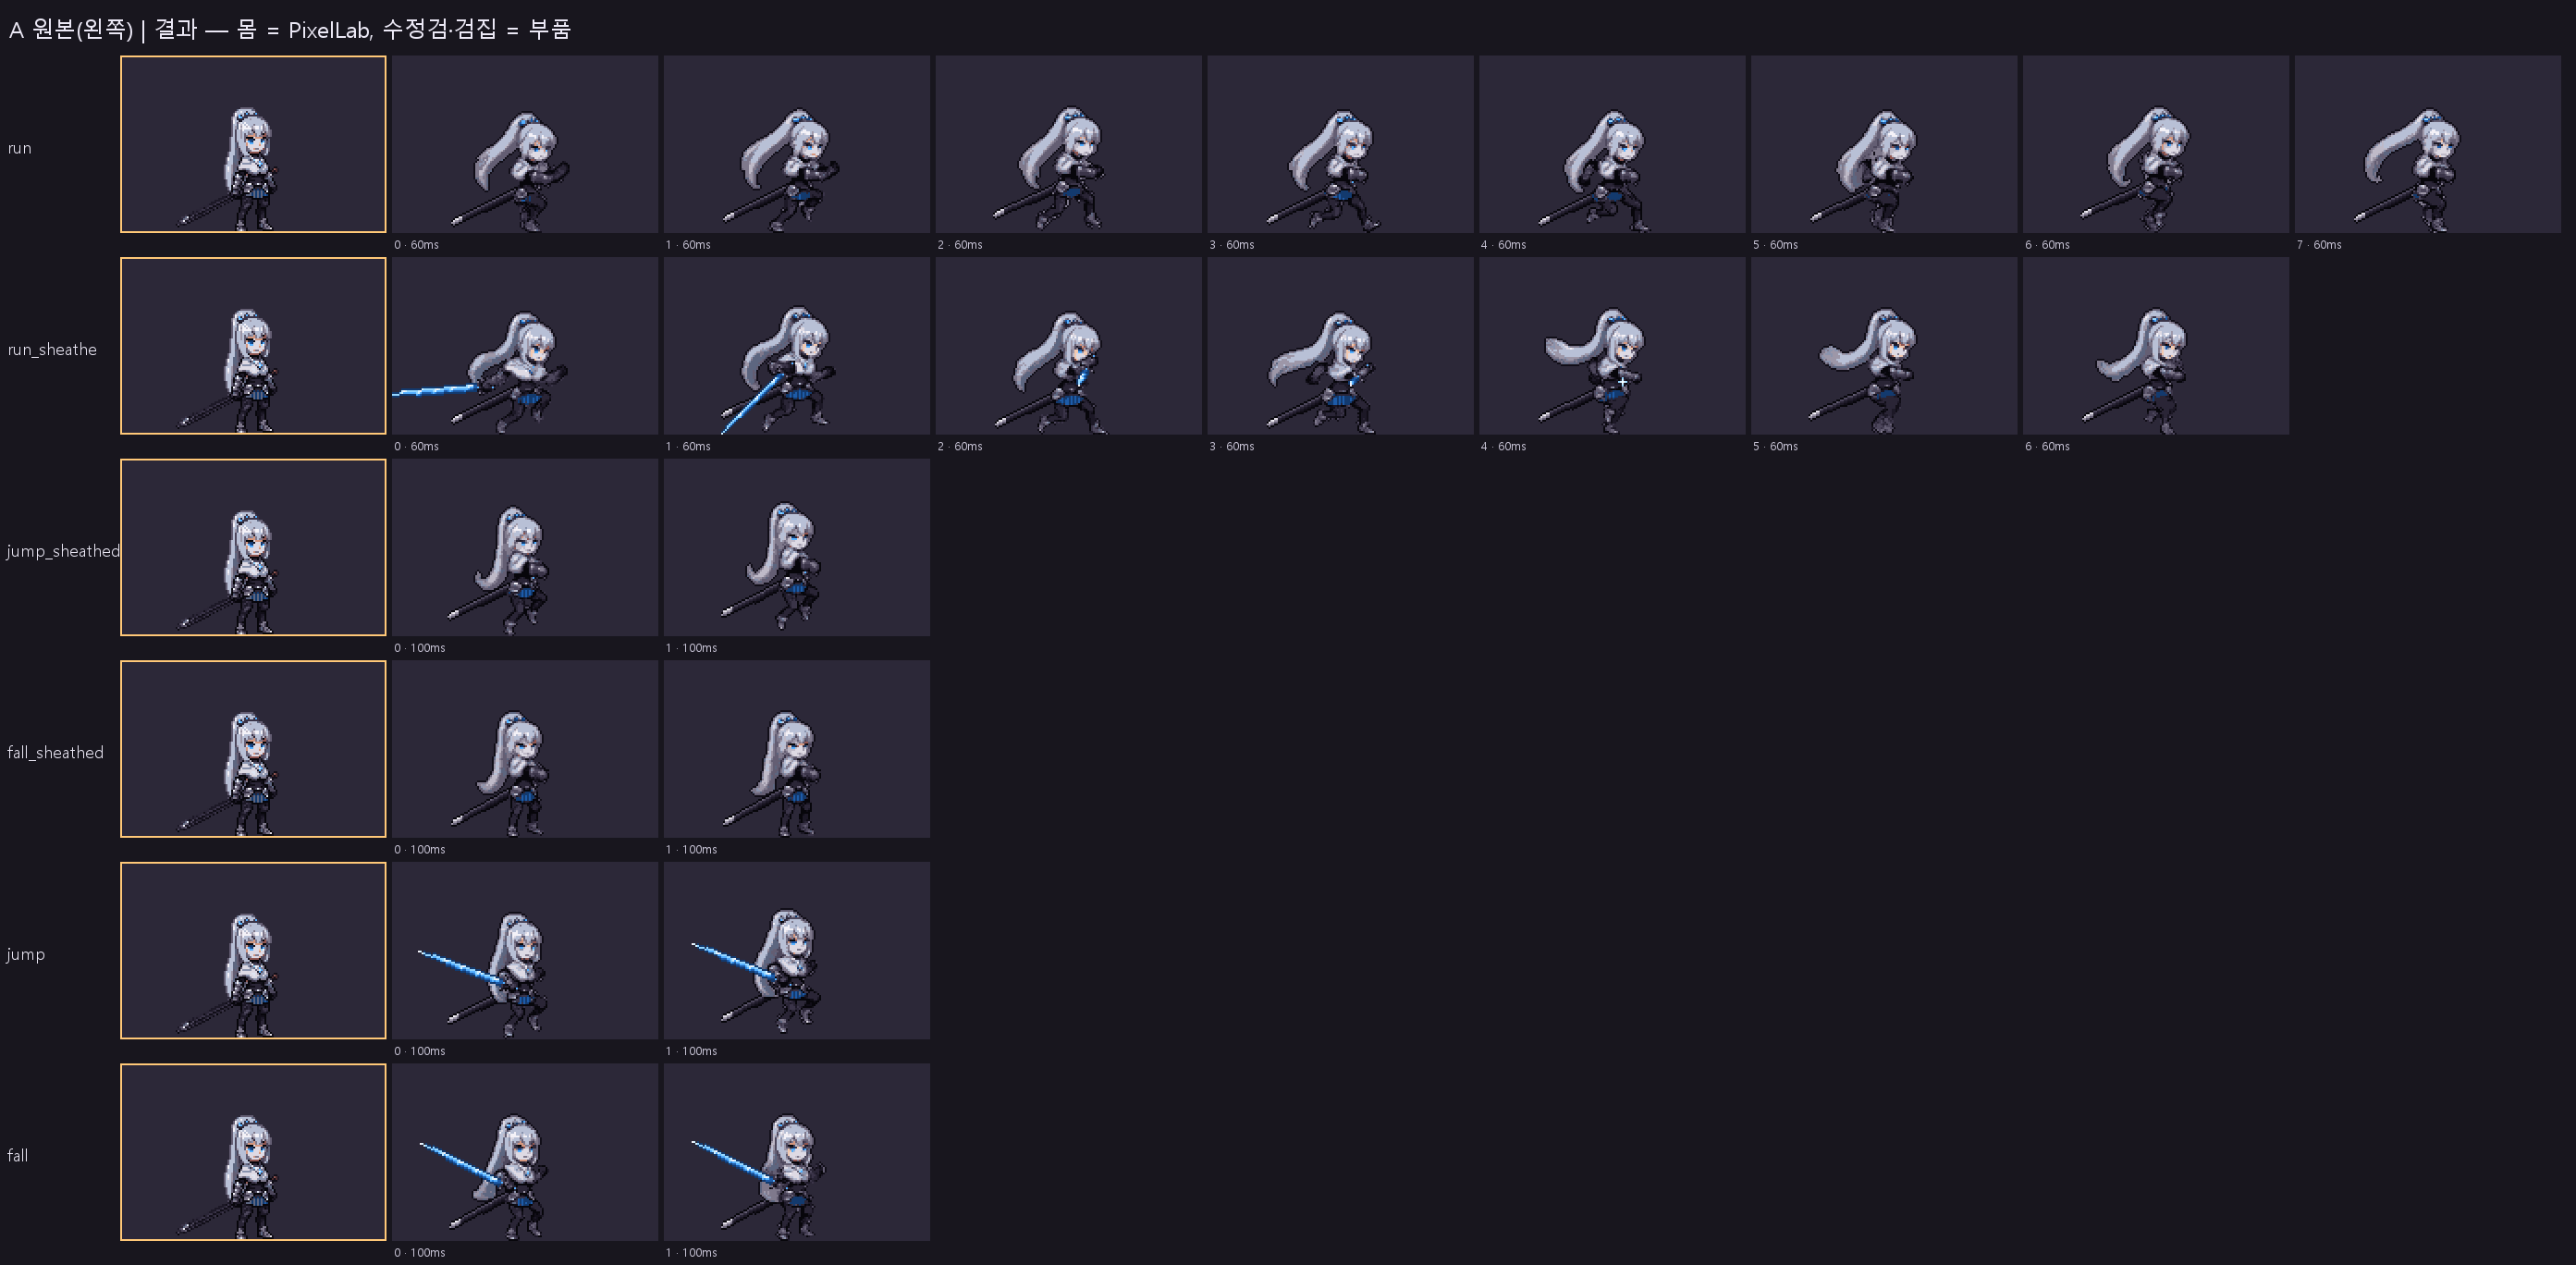 A 원본(왼쪽) | 결과 — 몸 = PixelLab, 수정검·검집 = 부품
run
0 · 60ms
1 · 60ms
2 · 60ms
3 · 60ms
4 · 60ms
5 · 60ms
6 · 60ms
7 · 60ms
run_sheathe
0 · 60ms
1 · 60ms
2 · 60ms
3 · 60ms
4 · 60ms
5 · 60ms
6 · 60ms
jump_sheathed
0 · 100ms
1 · 100ms
fall_sheathed
0 · 100ms
1 · 100ms
jump
0 · 100ms
1 · 100ms
fall
0 · 100ms
1 · 100ms